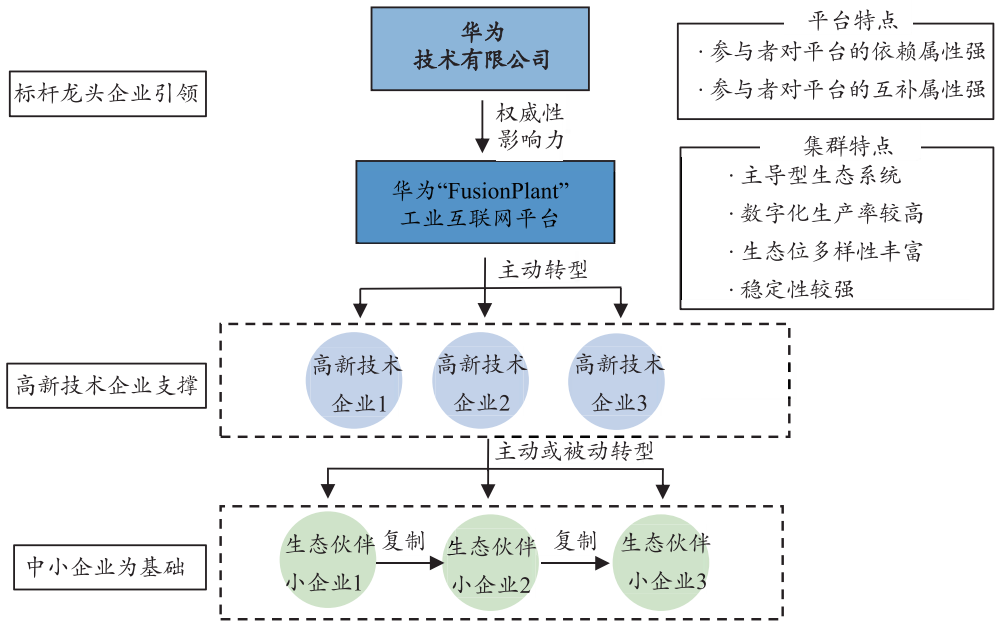 华为
技术有限公司
平台特点
· 参与者对平台的依赖属性强
· 参与者对平台的互补属性强
标杆龙头企业引领
权威性
影响力
集群特点
· 主导型生态系统
· 数字化生产率较高
· 生态位多样性丰富
· 稳定性较强
华为“FusionPlant”
工业互联网平台
主动转型
高新技术企业支撑
高新技术
企业1
高新技术
企业2
高新技术
企业3
主动或被动转型
中小企业为基础
生态伙伴
小企业1
复制
生态伙伴
小企业2
复制
生态伙伴
小企业3